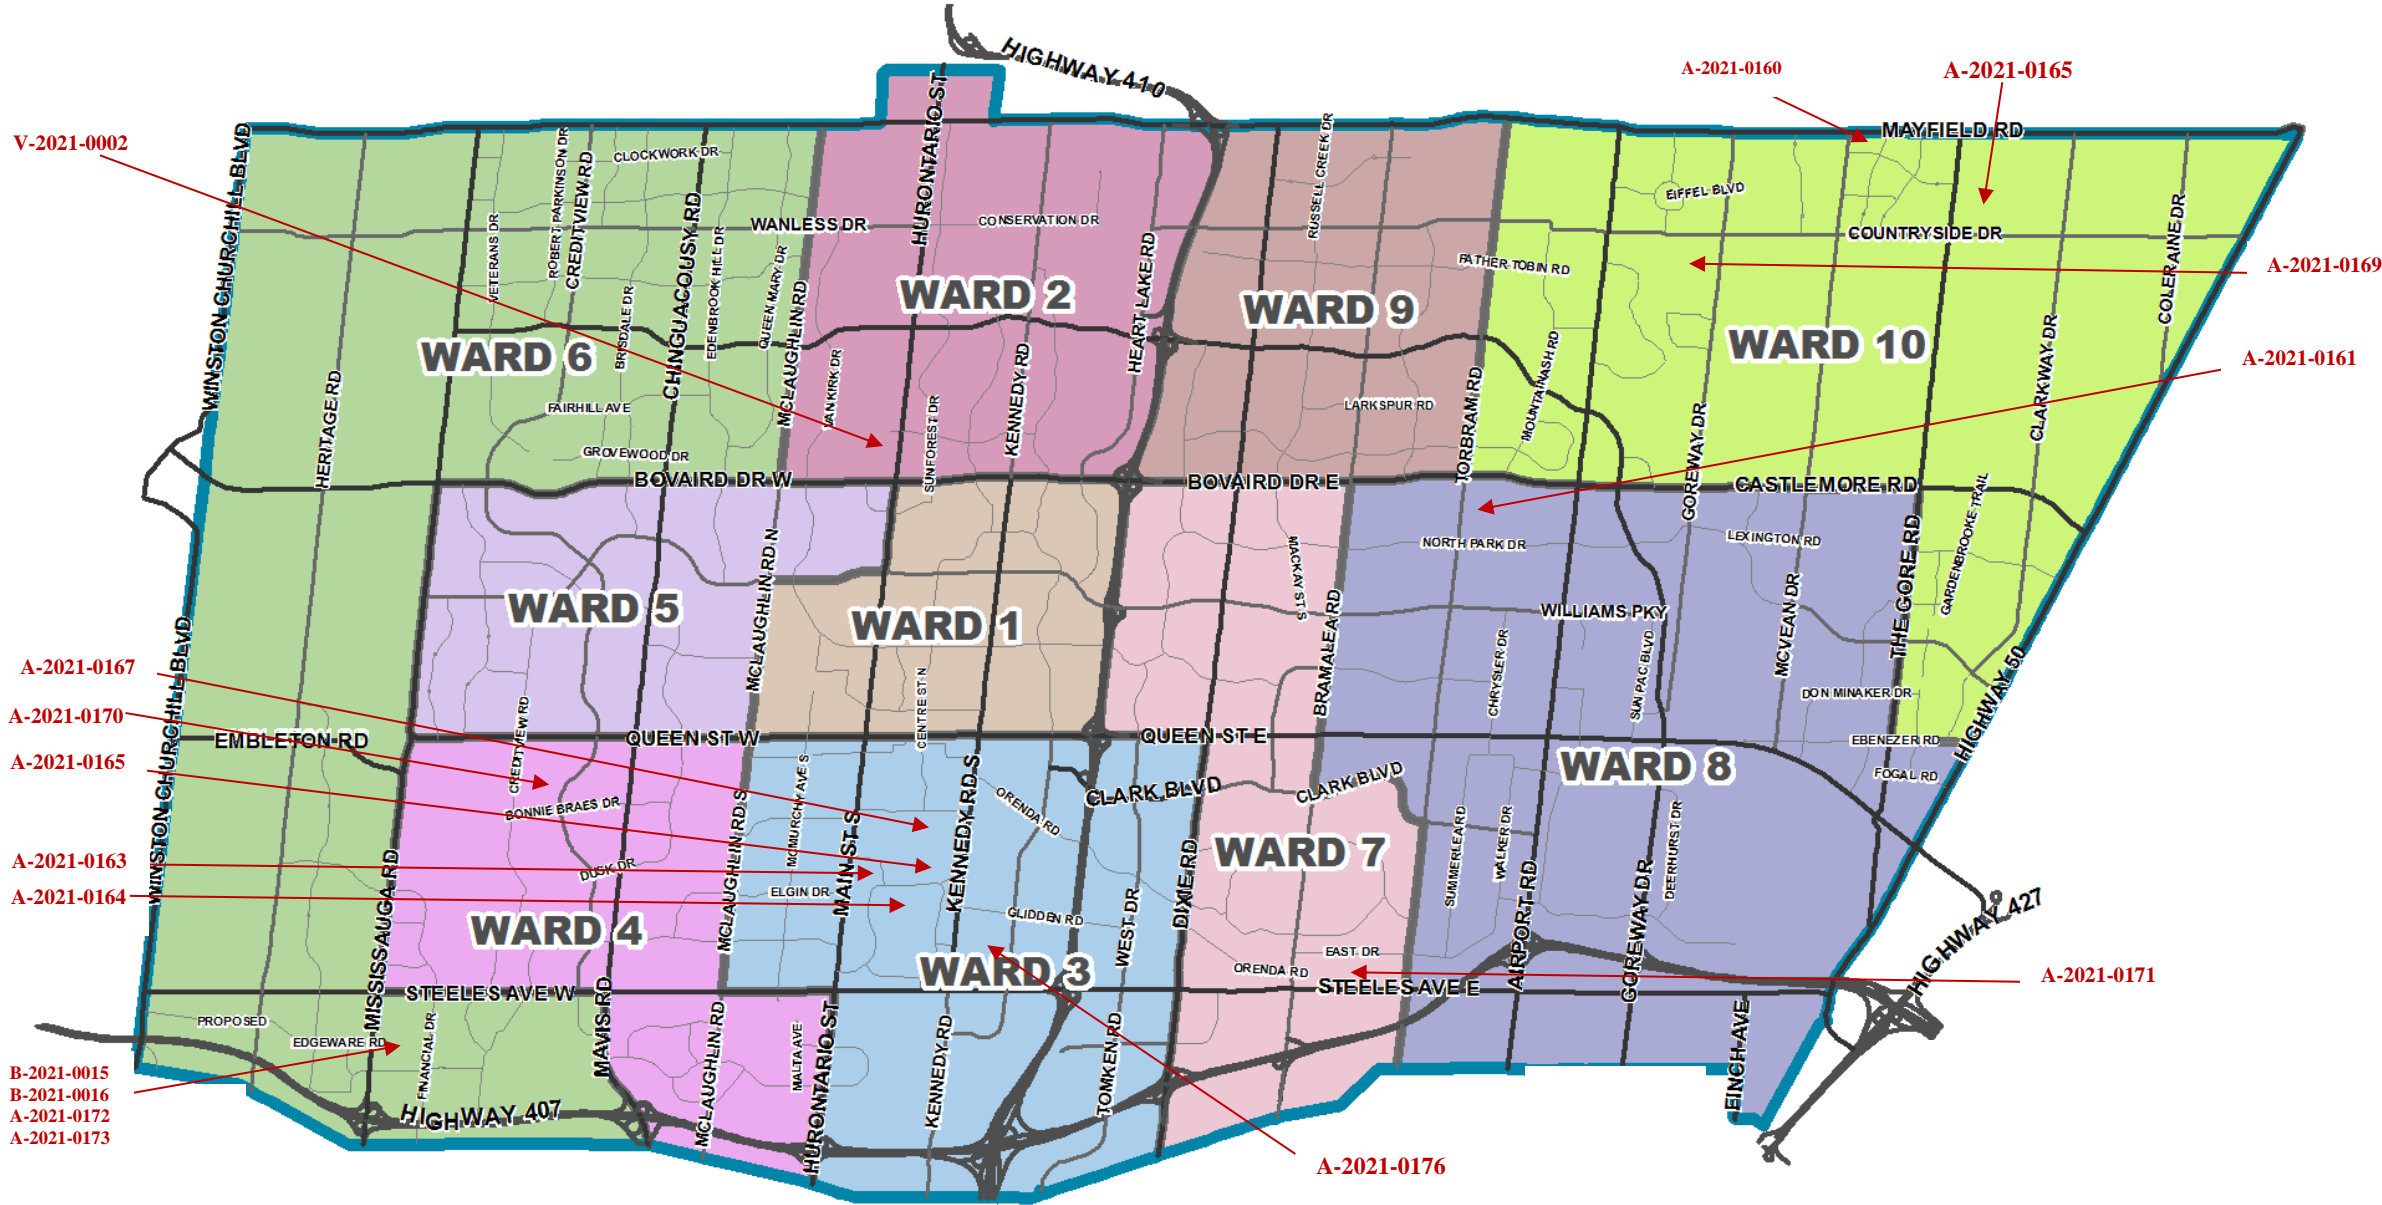 HIGHWAY 410
A-2021-0160
A-2021-0165
V-2021-0002
MAYFIELD RD
WINSTON CHURCHILL BLVD
HERITAGE RD
VETERANS DR
ROBERT PARKINSON DR
CREDITVIEW RD
CLOCKWORK DR
CHINGUACOUSY RD
BRISDALE DR
EDENBROOK HILL DR
QUEEN MARY DR
MCLAUGHLIN RD
WANLESS DR
HURONTARIO ST
CONSERVATION DR
HEART LAKE RD
RUSSELL CREEK DR
FATHER TOBIN RD
EIFFEL BLVD
COUNTRYSIDE DR
COLERAINE DR
A-2021-0169
WARD 2
WARD 9
WARD 6
WARD 10
A-2021-0161
VAN KIRK DR
SUNFOREST DR
KENNEDY RD
LARKSPUR RD
TORBRAM RD
MOUNTAINASH RD
GOREWAY DR
CLARKWAY DR
FAIRHILL AVE
GROVEWOOD DR
BOVAIRD DR W
BOVAIRD DR E
CASTLEMORE RD
GARDENBROOKE TRAIL
MCLAUGHLIN RD N
MACKAY ST S
NORTH PARK DR
LEXINGTON RD
THE GORE RD
WARD 5
WARD 1
WILLIAMS PKY
BRAMALEA RD
CHRYSLER DR
SUN PAC BLVD
MCVEAN DR
DON MINAKER DR
HIGHWAY 50
WINSTON CHURCHILL BLVD
A-2021-0167
A-2021-0170
A-2021-0165
A-2021-0163
A-2021-0164
EMBLETON RD
CREDITVIEW RD
QUEEN ST W
CENTRE ST N
QUEEN ST E
EBENEZER RD
FOGAL RD
WARD 8
BONNIE BRAES DR
MCMURCHY AVE S
MAIN ST S
KENNEDY RD S
ORENDA RD
CLARK BLVD
CLARK BLVD
MISSISSAUGA RD
DUSK DR
MCLAUGHLIN RD S
ELGIN DR
GLIDDEN RD
WEST DR
DIXIE RD
WARD 7
SUMMERLEA RD
WALKER DR
AIRPORT RD
GOREWAY DR
DEERHURST DR
HIGHWAY 427
WARD 4
WARD 3
EAST DR
ORENDA RD
A-2021-0171
STEELES AVE W
STEELES AVE E
PROPOSED
EDGEWARE RD
FINANCIAL DR
MAVIS RD
MCLAUGHLIN RD
MALTA AVE
HURONTARIO ST
KENNEDY RD
TOMKEN RD
FINCH AVE
B-2021-0015
B-2021-0016
A-2021-0172
A-2021-0173
HIGHWAY 407
A-2021-0176